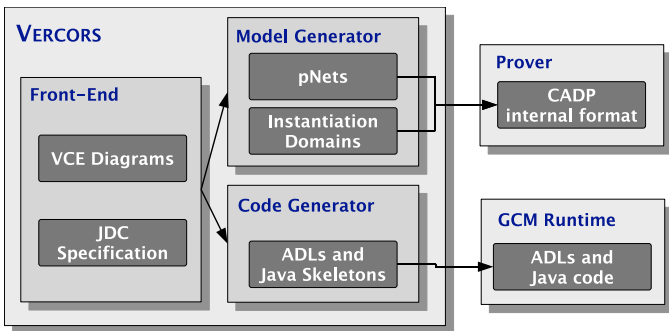 VERCORS
Front-End
VCE Diagrams
JDC
Specification
Model Generator
pNets
Instantiation
Domains
Code Generator
ADLs and
Java Skeletons
Prover
CADP
internal format
GCM Runtime
ADLs and
Java code